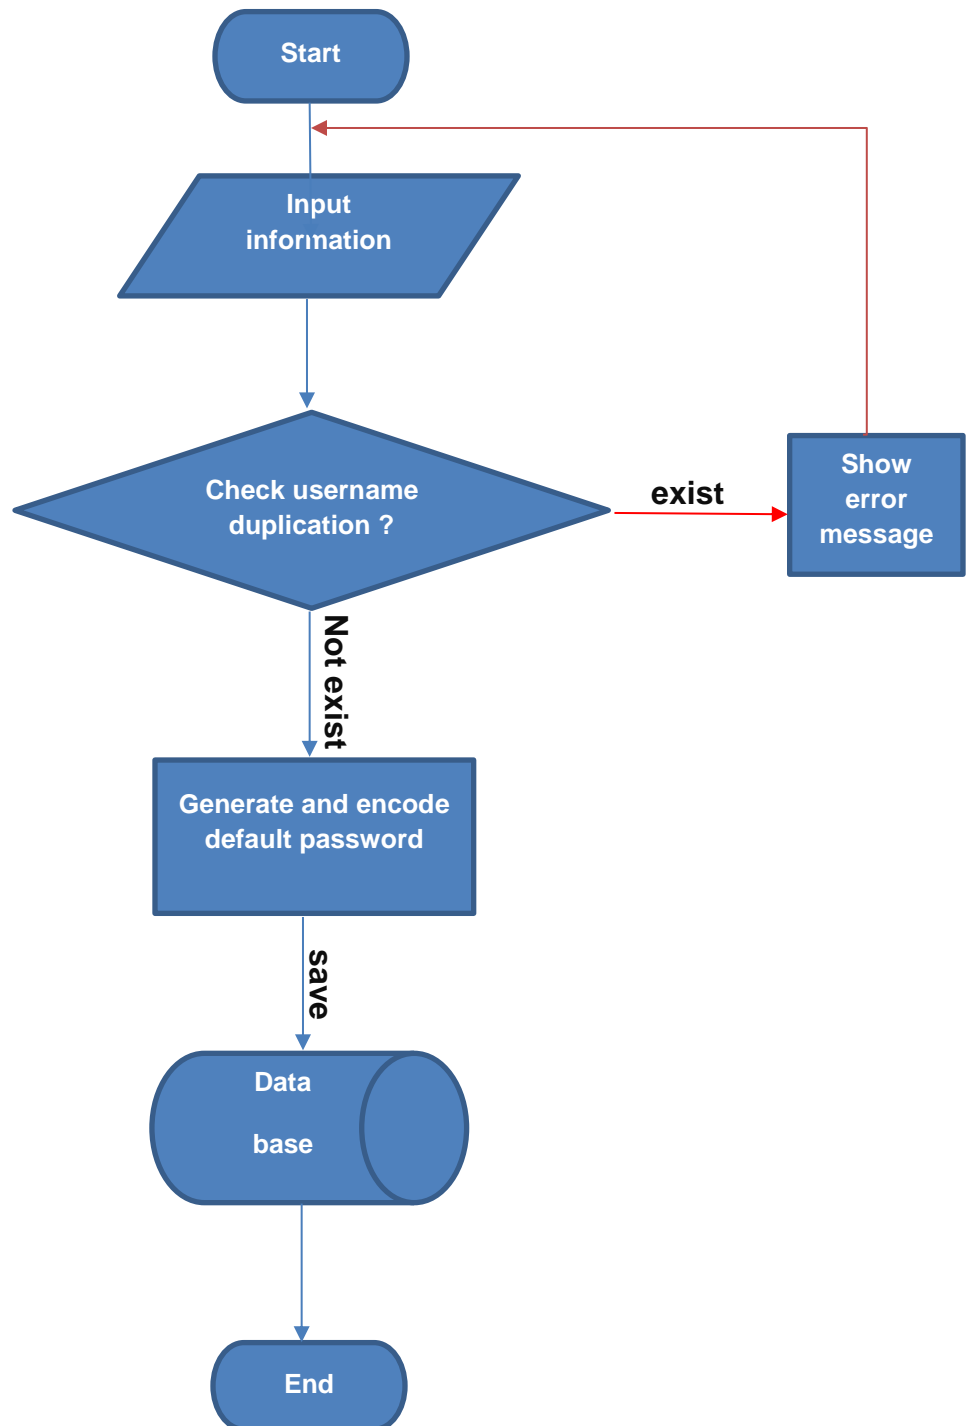 Start
Input
information
Check username
duplication ?
exist
Show
error
message
Not exist
Generate and encode
default password
save
Data
base
End